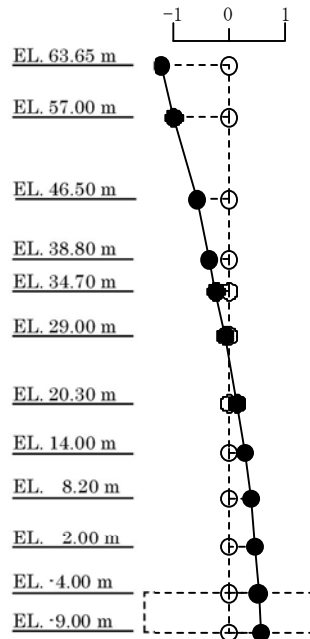 −1 0 1
EL. 63.65 m
EL. 57.00 m
EL. 46.50 m
EL. 38.80 m
EL. 34.70 m
EL. 29.00 m
EL. 20.30 m
EL. 14.00 m
EL. 8.20 m
EL. 2.00 m
EL. -4.00 m
EL. -9.00 m